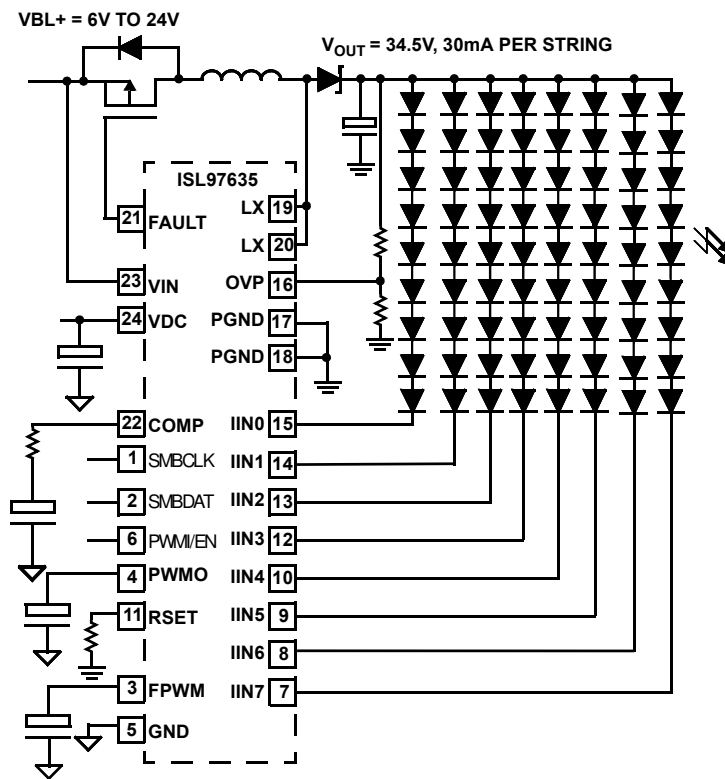 VBL+ = 6V TO 24V
VOUT = 34.5V, 30mA PER STRING
ISL97635
21 FAULT
LX 19
LX 20
23 VIN
OVP 16
24 VDC
PGND 17
PGND 18
22 COMP
IIN0 15
1 SMBCLK
IIN1 14
2 SMBDAT
IIN2 13
6 PWMI/EN
IIN3 12
4 PWMO
IIN4 10
11 RSET
IIN5 9
IIN6 8
3 FPWM
IIN7 7
5 GND